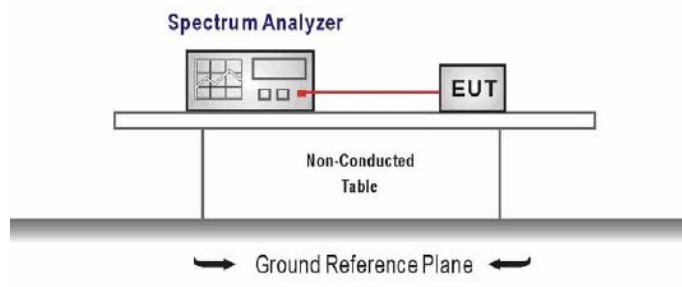 Spectrum Analyzer
EUT
Non-Conducted
Table
Ground Reference Plane